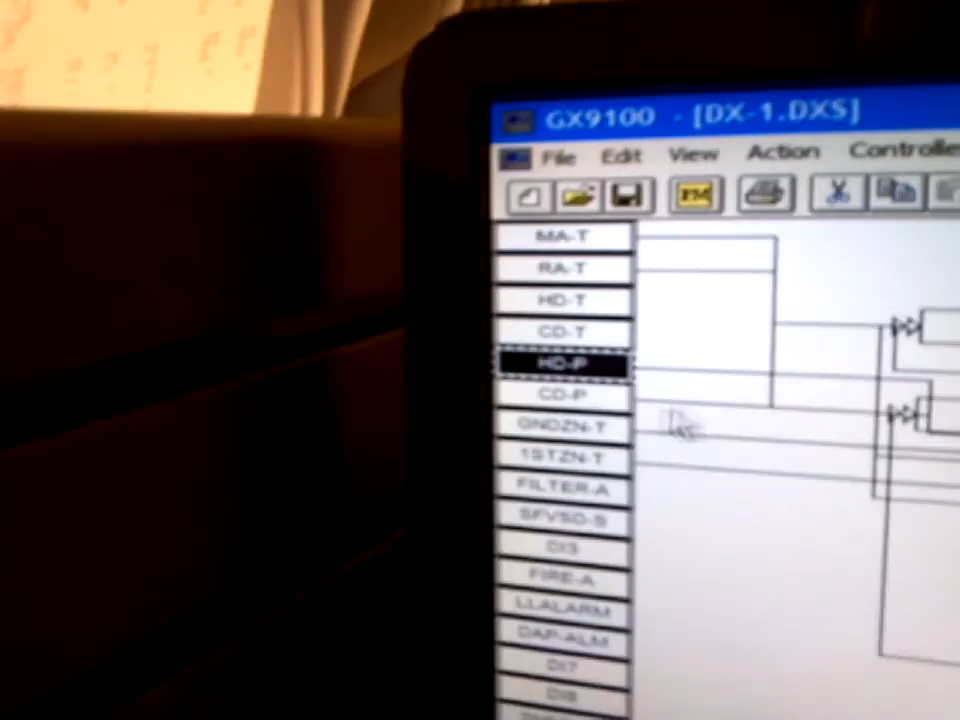 GX9100 - [DX-1.DXS]
File Edit View Action Controlle
MA-T
RA-T
HD-T
CD-T
HD-P
CD-P
GNDZN-T
1STZN-T
FILTER-A
SFVSD-S
DI3
FIRE-A
LLALARM
DAP-ALM
DI7
DI8